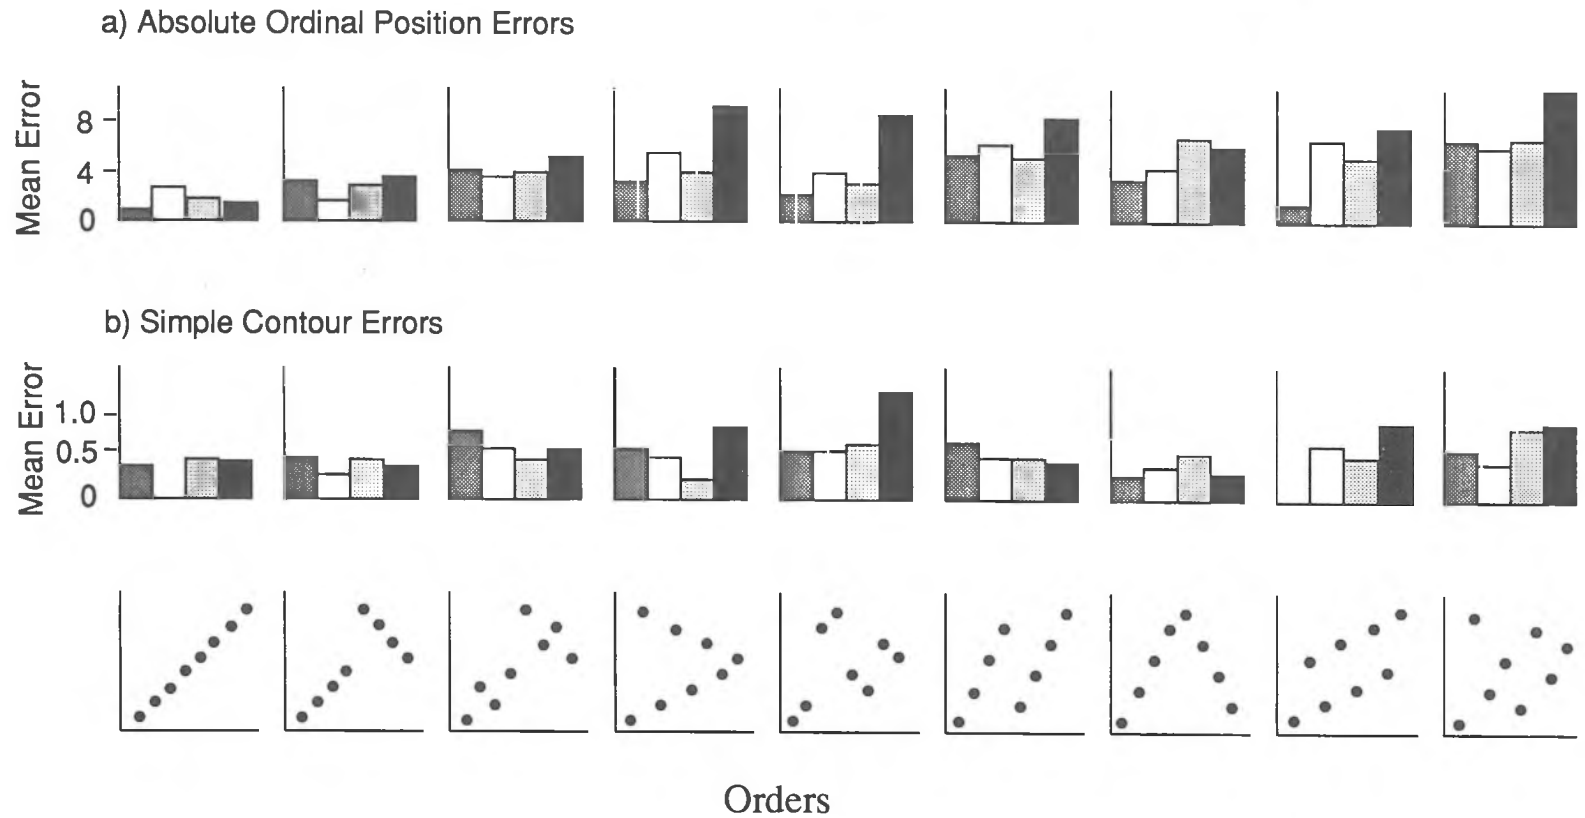 a) Absolute Ordinal Position Errors
Mean Error
8
4
0
b) Simple Contour Errors
Mean Error
1.0
0.5
0
Orders